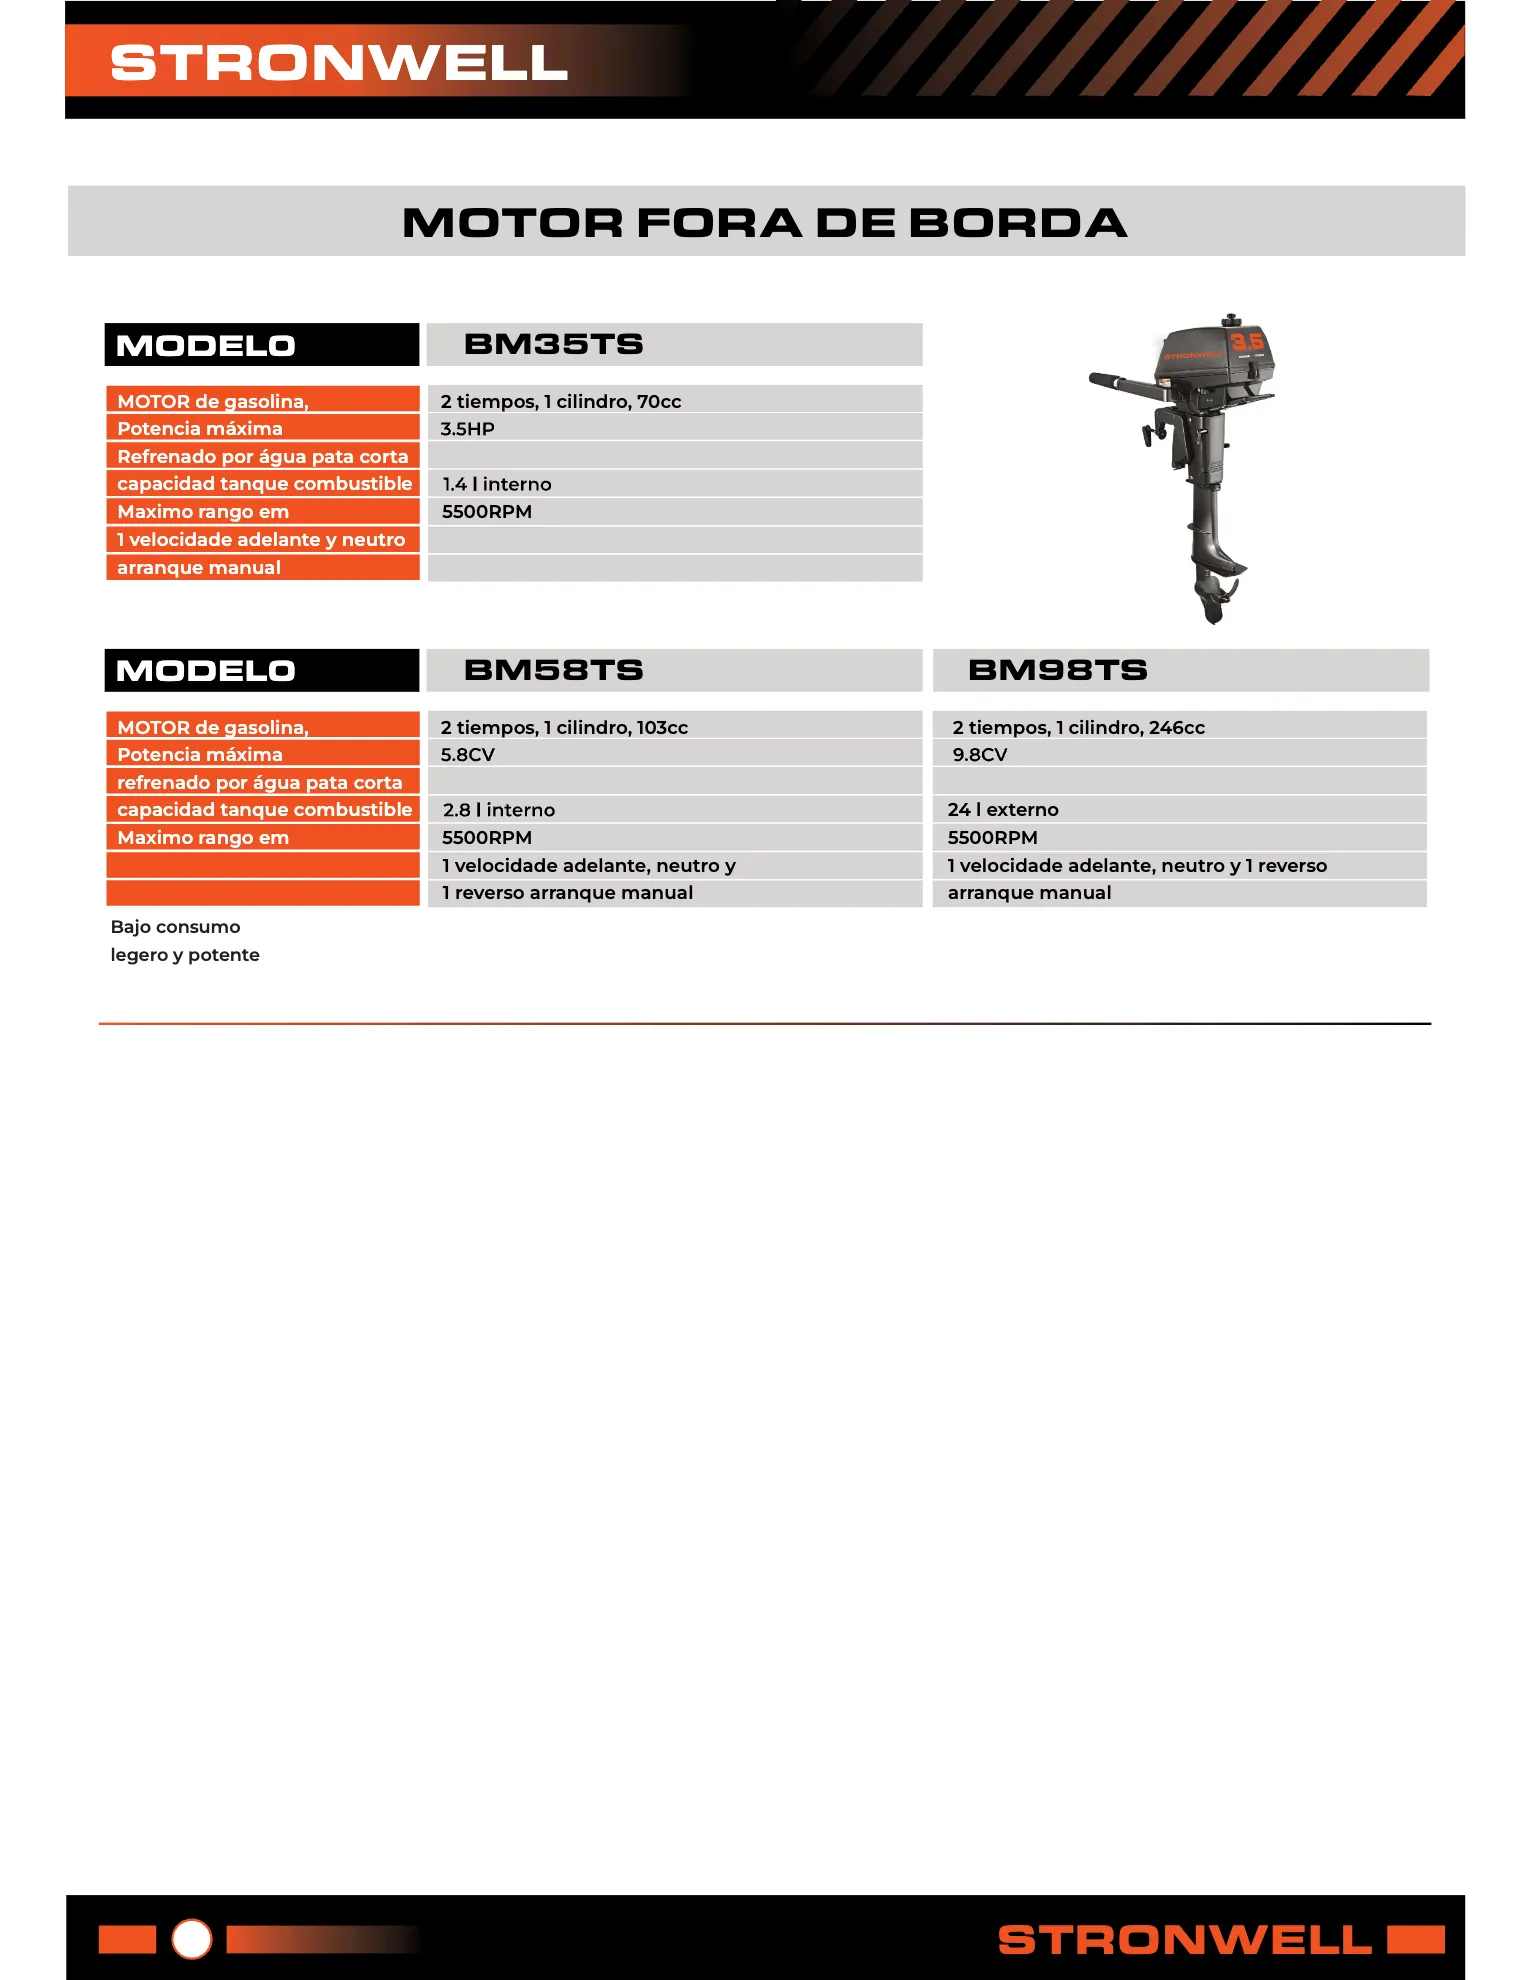 STRONWELL
MOTOR FORA DE BORDA
MODELO BM35TS
MOTOR de gasolina, 2 tiempos, 1 cilindro, 70cc
Potencia máxima 3.5HP
Refrenado por água pata corta
capacidad tanque combustible 1.4 l interno
Maximo rango em 5500RPM
1 velocidade adelante y neutro
arranque manual
STRONWELL 3.5
MODELO BM58TS BM98TS
MOTOR de gasolina, 2 tiempos, 1 cilindro, 103cc 2 tiempos, 1 cilindro, 246cc
Potencia máxima 5.8CV 9.8CV
refrenado por água pata corta
capacidad tanque combustible 2.8 l interno 24 l externo
Maximo rango em 5500RPM 5500RPM
1 velocidade adelante, neutro y 1 velocidade adelante, neutro y 1 reverso
1 reverso arranque manual arranque manual
Bajo consumo
legero y potente
STRONWELL